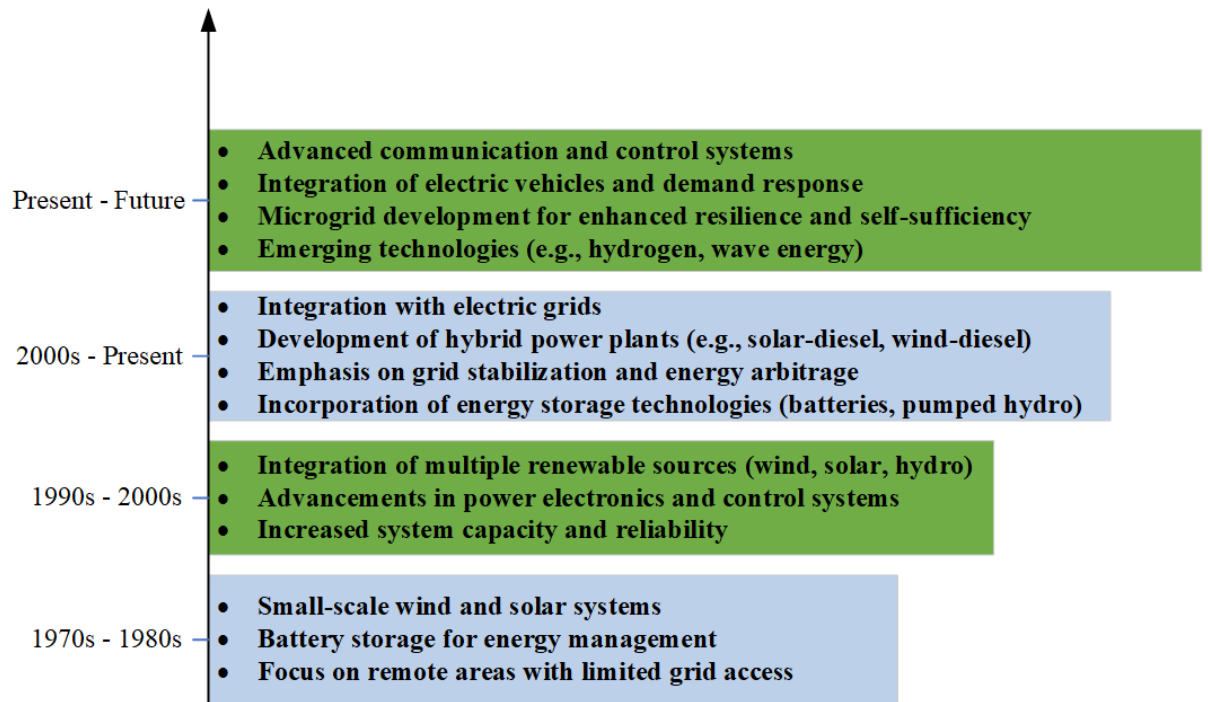 • Advanced communication and control systems
• Integration of electric vehicles and demand response
Present - Future
• Microgrid development for enhanced resilience and self-sufficiency
• Emerging technologies (e.g., hydrogen, wave energy)
• Integration with electric grids
• Development of hybrid power plants (e.g., solar-diesel, wind-diesel)
2000s - Present
• Emphasis on grid stabilization and energy arbitrage
• Incorporation of energy storage technologies (batteries, pumped hydro)
• Integration of multiple renewable sources (wind, solar, hydro)
1990s - 2000s
• Advancements in power electronics and control systems
• Increased system capacity and reliability
• Small-scale wind and solar systems
1970s - 1980s
• Battery storage for energy management
• Focus on remote areas with limited grid access